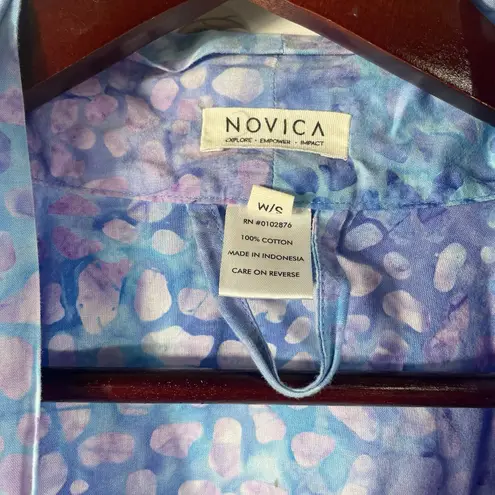 NOVICA
EXPLORE • EMPOWER • IMPACT
W/S
RN #0102876
100% COTTON
MADE IN INDONESIA
CARE ON REVERSE